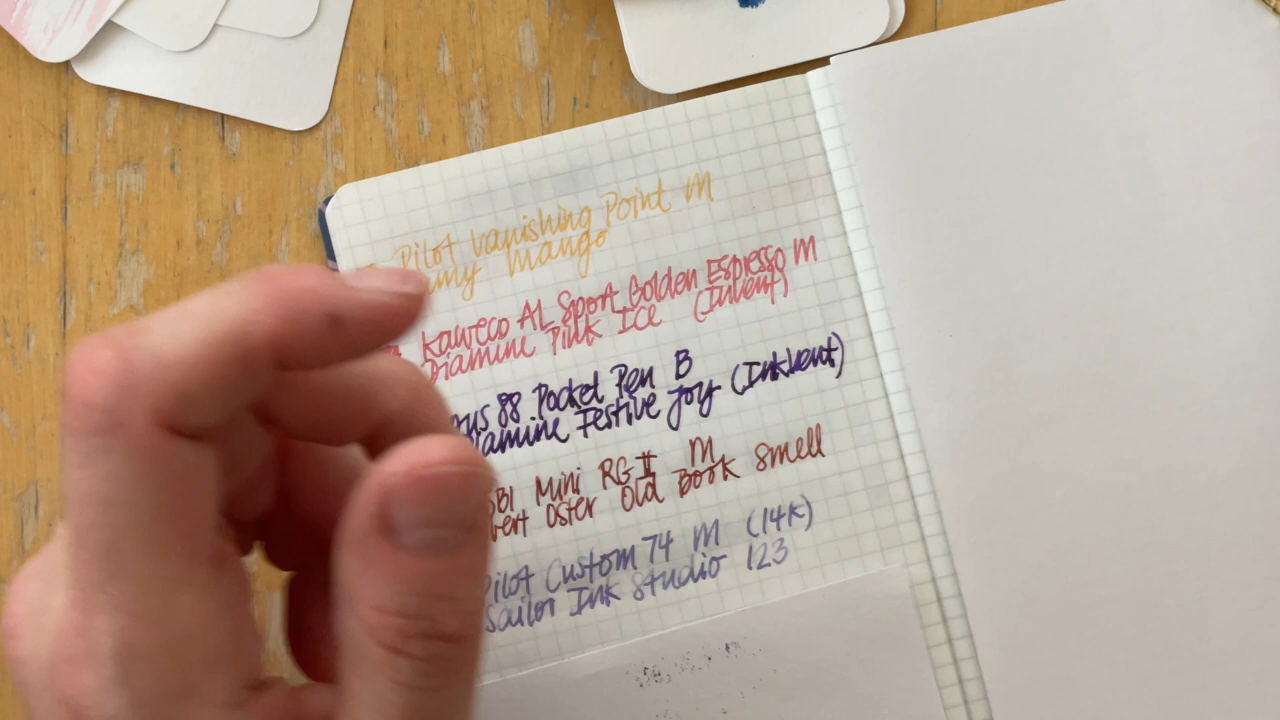 Pilot Vanishing Point M
mango
Kaweco AL Sport Golden Espresso M
Diamine Pink Ice (Invent)
88 Pocket Pen B
Diamine Festive Joy (Inkvent)
Mini RG II M
Oster Old Book Smell
Pilot Custom 74 M (14K)
Sailor Ink Studio 123